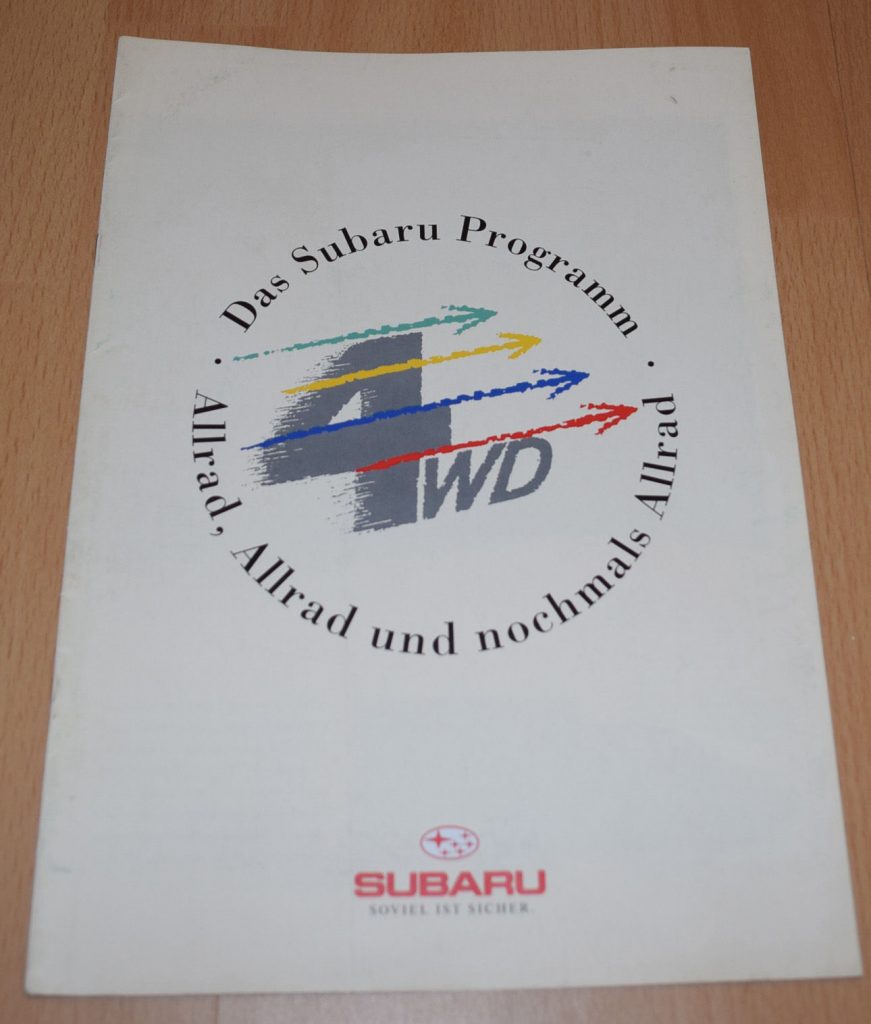 Das Subaru Programm ·
Allrad, Allrad und nochmals Allrad ·
4WD
SUBARU
SOVIEL IST SICHER.